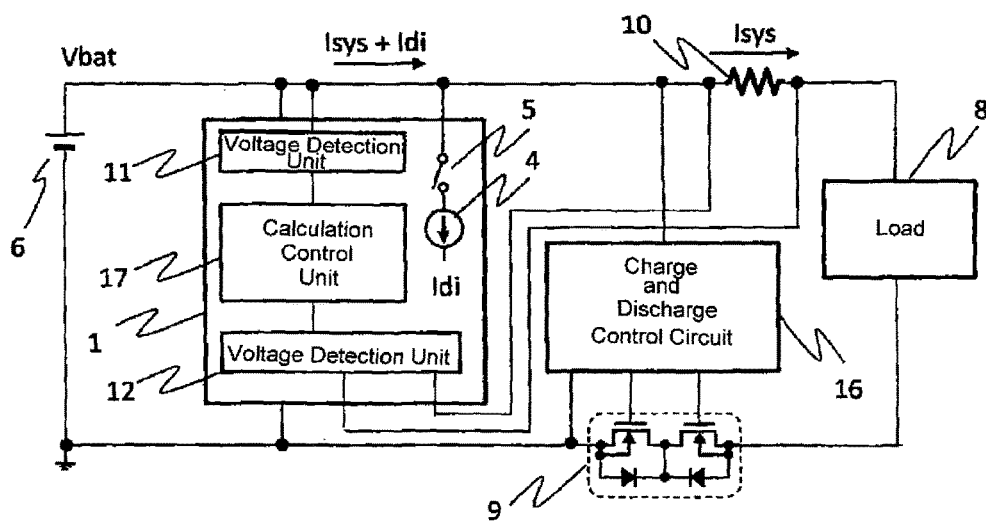 Vbat
Isys + Idi
10
Isys
5
8
Voltage Detection
Unit
11
4
Load
6
Calculation
Control
Unit
17
Idi
Charge
and
Discharge
Control Circuit
1
Voltage Detection Unit
12
16
9